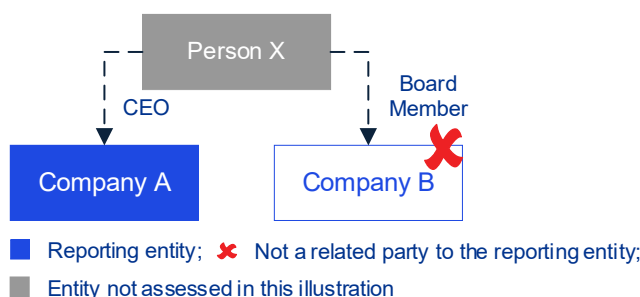 Person X
CEO
Board
Member
Company A
Company B
Reporting entity; Not a related party to the reporting entity;
Entity not assessed in this illustration